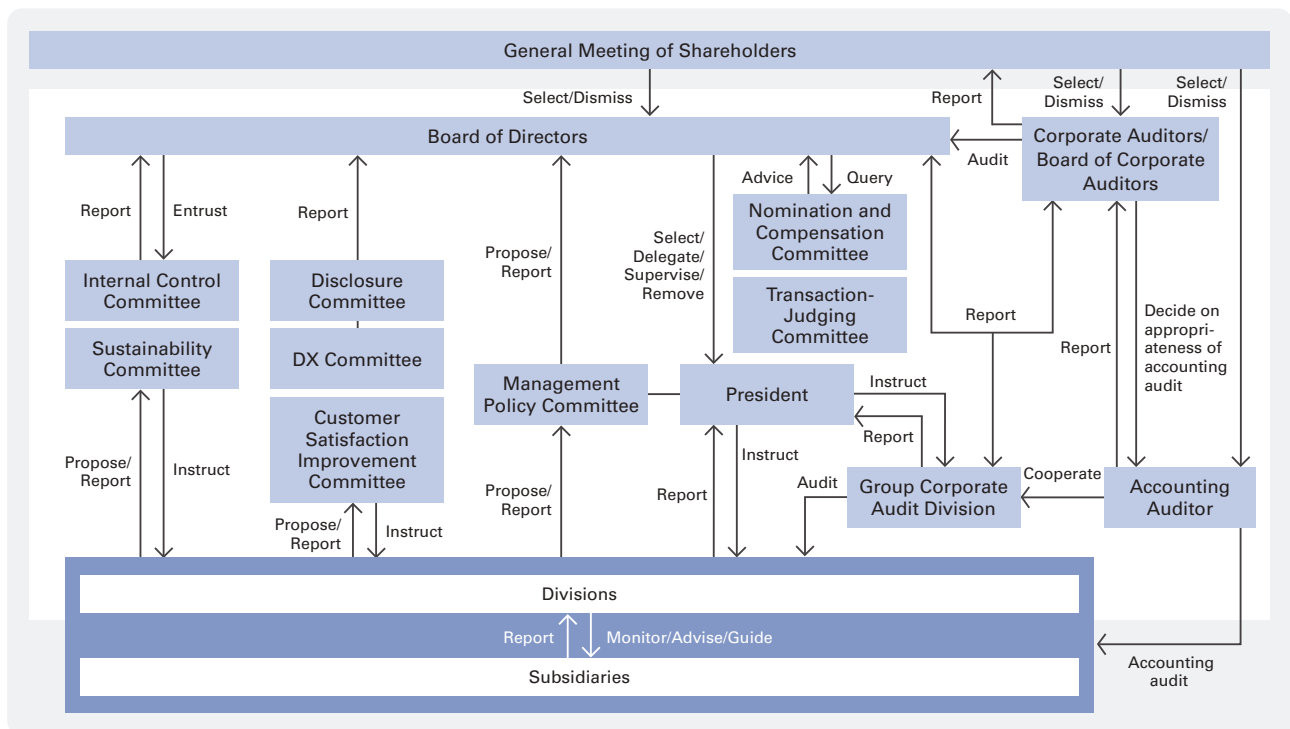 General Meeting of Shareholders
Select/Dismiss
Report
Select/
Dismiss
Select/
Dismiss
Board of Directors
Audit
Corporate Auditors/
Board of Corporate
Auditors
Report
Entrust
Report
Propose/
Report
Select/
Delegate/
Supervise/
Remove
Advice
Query
Nomination and
Compensation
Committee
Transaction-
Judging
Committee
Internal Control
Committee
Sustainability
Committee
Disclosure
Committee
DX Committee
Customer
Satisfaction
Improvement
Committee
Management
Policy Committee
President
Report
Report
Decide on
appropri-
ateness of
accounting
audit
Instruct
Report
Propose/
Report
Instruct
Propose/
Report
Instruct
Propose/
Report
Report
Instruct
Audit
Group Corporate
Audit Division
Cooperate
Accounting
Auditor
Divisions
Report
Monitor/Advise/Guide
Subsidiaries
Accounting
audit